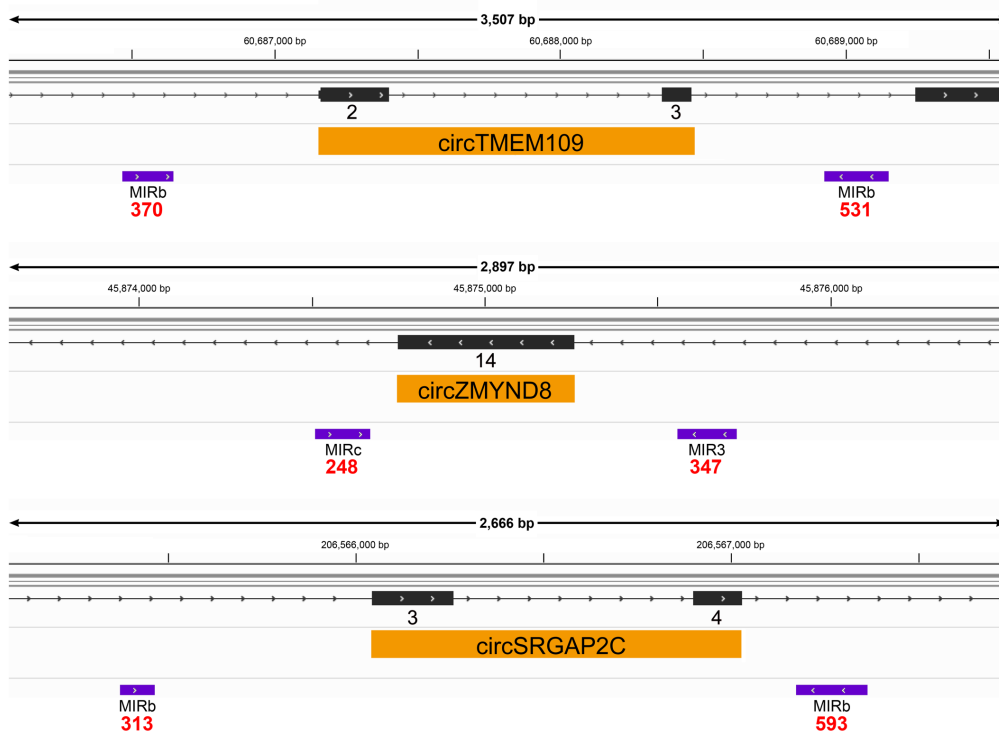 3,507 bp
60,687,000 bp 60,688,000 bp 60,689,000 bp
2 3
circTMEM109
MIRb MIRb
370 531
2,897 bp
45,874,000 bp 45,875,000 bp 45,876,000 bp
14
circZMYND8
MIRc MIR3
248 347
2,666 bp
206,566,000 bp 206,567,000 bp
3 4
circSRGAP2C
MIRb MIRb
313 593